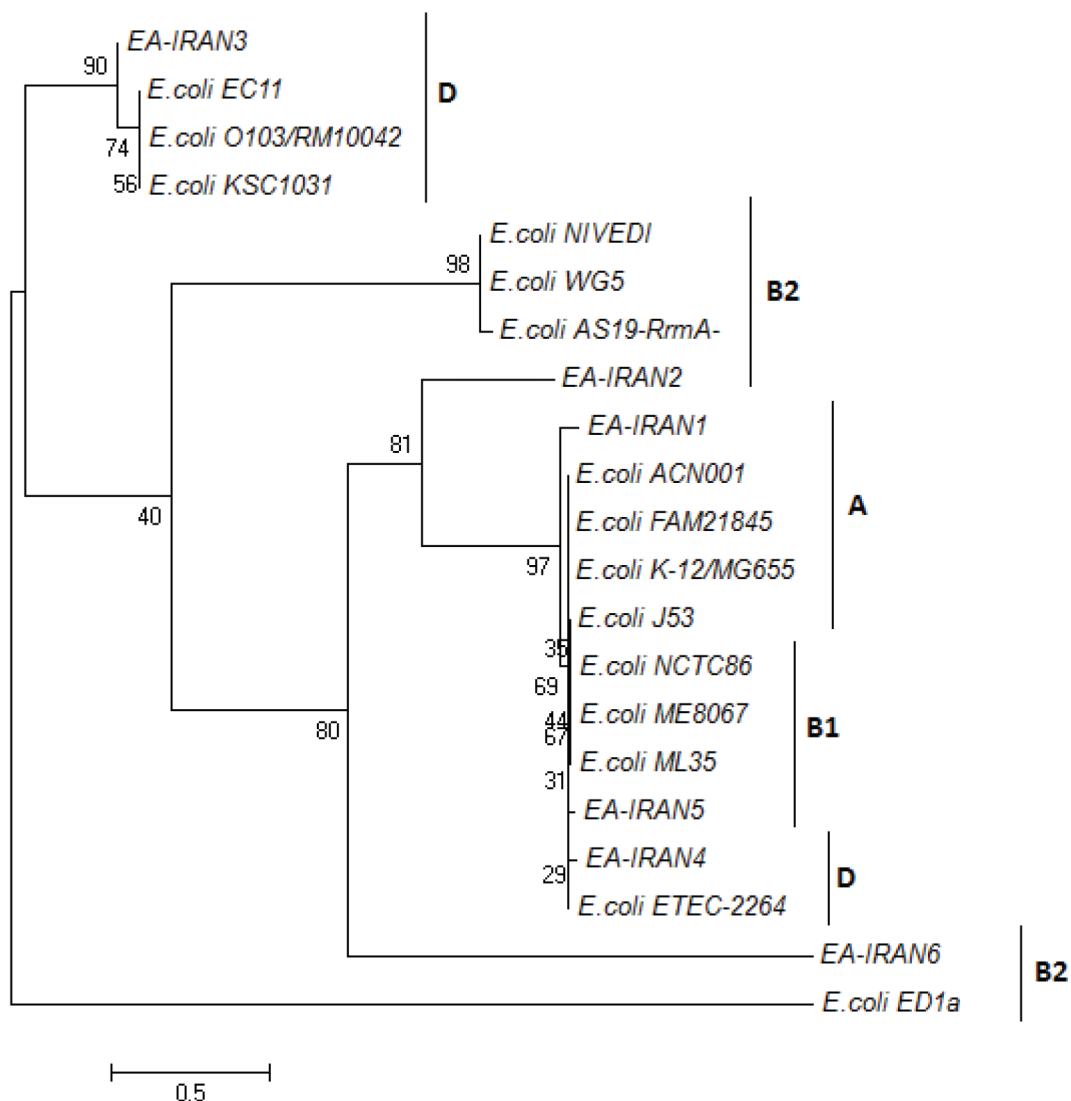 EA-IRAN3
90
E.coli EC11
D
E.coli O103/RM10042
74
56
E.coli KSC1031
E.coli NIVEDI
98
E.coli WG5
B2
E.coli AS19-RrmA-
EA-IRAN2
EA-IRAN1
81
E.coli ACN001
A
40
E.coli FAM21845
97
E.coli K-12/MG655
E.coli J53
35
E.coli NCTC86
69
44
E.coli ME8067
B1
80
67
E.coli ML35
31
EA-IRAN5
EA-IRAN4
29
D
E.coli ETEC-2264
EA-IRAN6
B2
E.coli ED1a
0.5